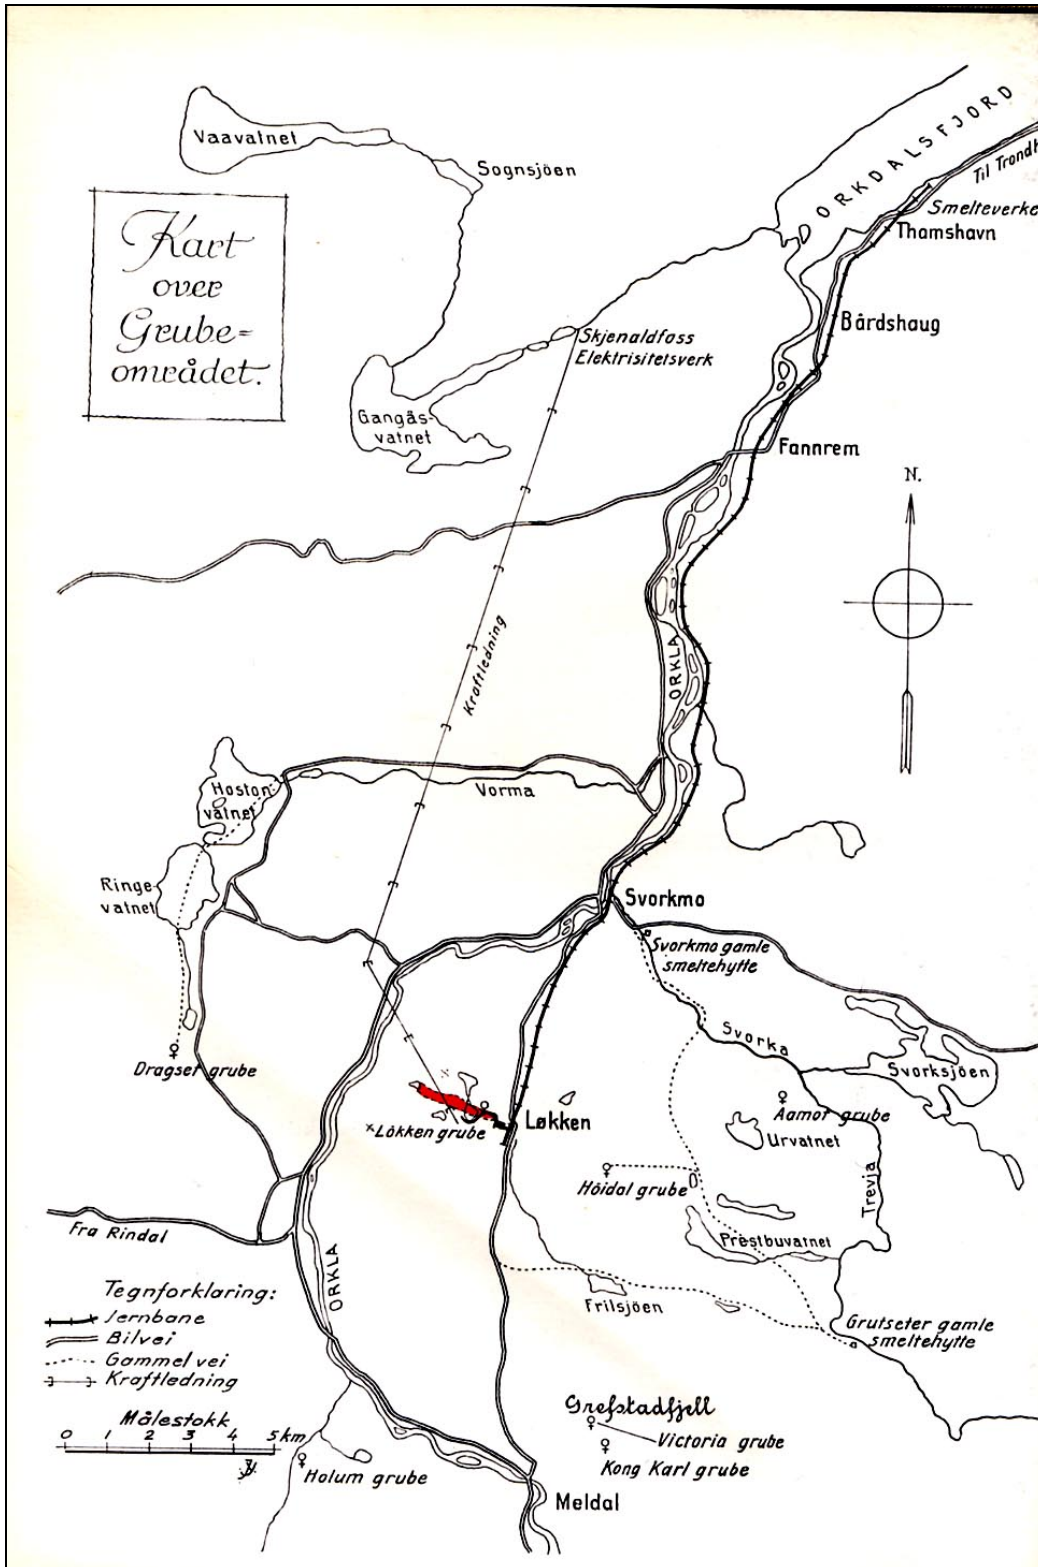 Kart
over
Grube=
området.
Vaavatnet
Sognsjöen
ORKDALSFJORD
Til Trondh
Smelteverke
Thamshavn
Bårdshaug
Skjenaldfoss
Elektrisitetsverk
Gangås-
vatnet
Fannrem
N.
Kraftledning
ORKLA
Hoston
vatnet
Vorma
Ringe-
vatnet
Svorkmo
Svorkmo gamle
smeltehytte
Svorka
Svorksjöen
Dragset grube
Løkken
×Lökken grube
Åamot grube
Urvatnet
Höidal grube
Trevja
Prestbuvatnet
Fra Rindal
ORKLA
Frilsjöen
Grutseter gamle
smeltehytte
Tegnforklaring:
Jernbane
Bilvei
Gammel vei
Kraftledning
Målestokk
0 1 2 3 4 5 km
Grefstadfjell
Victoria grube
Kong Karl grube
Holum grube
Meldal